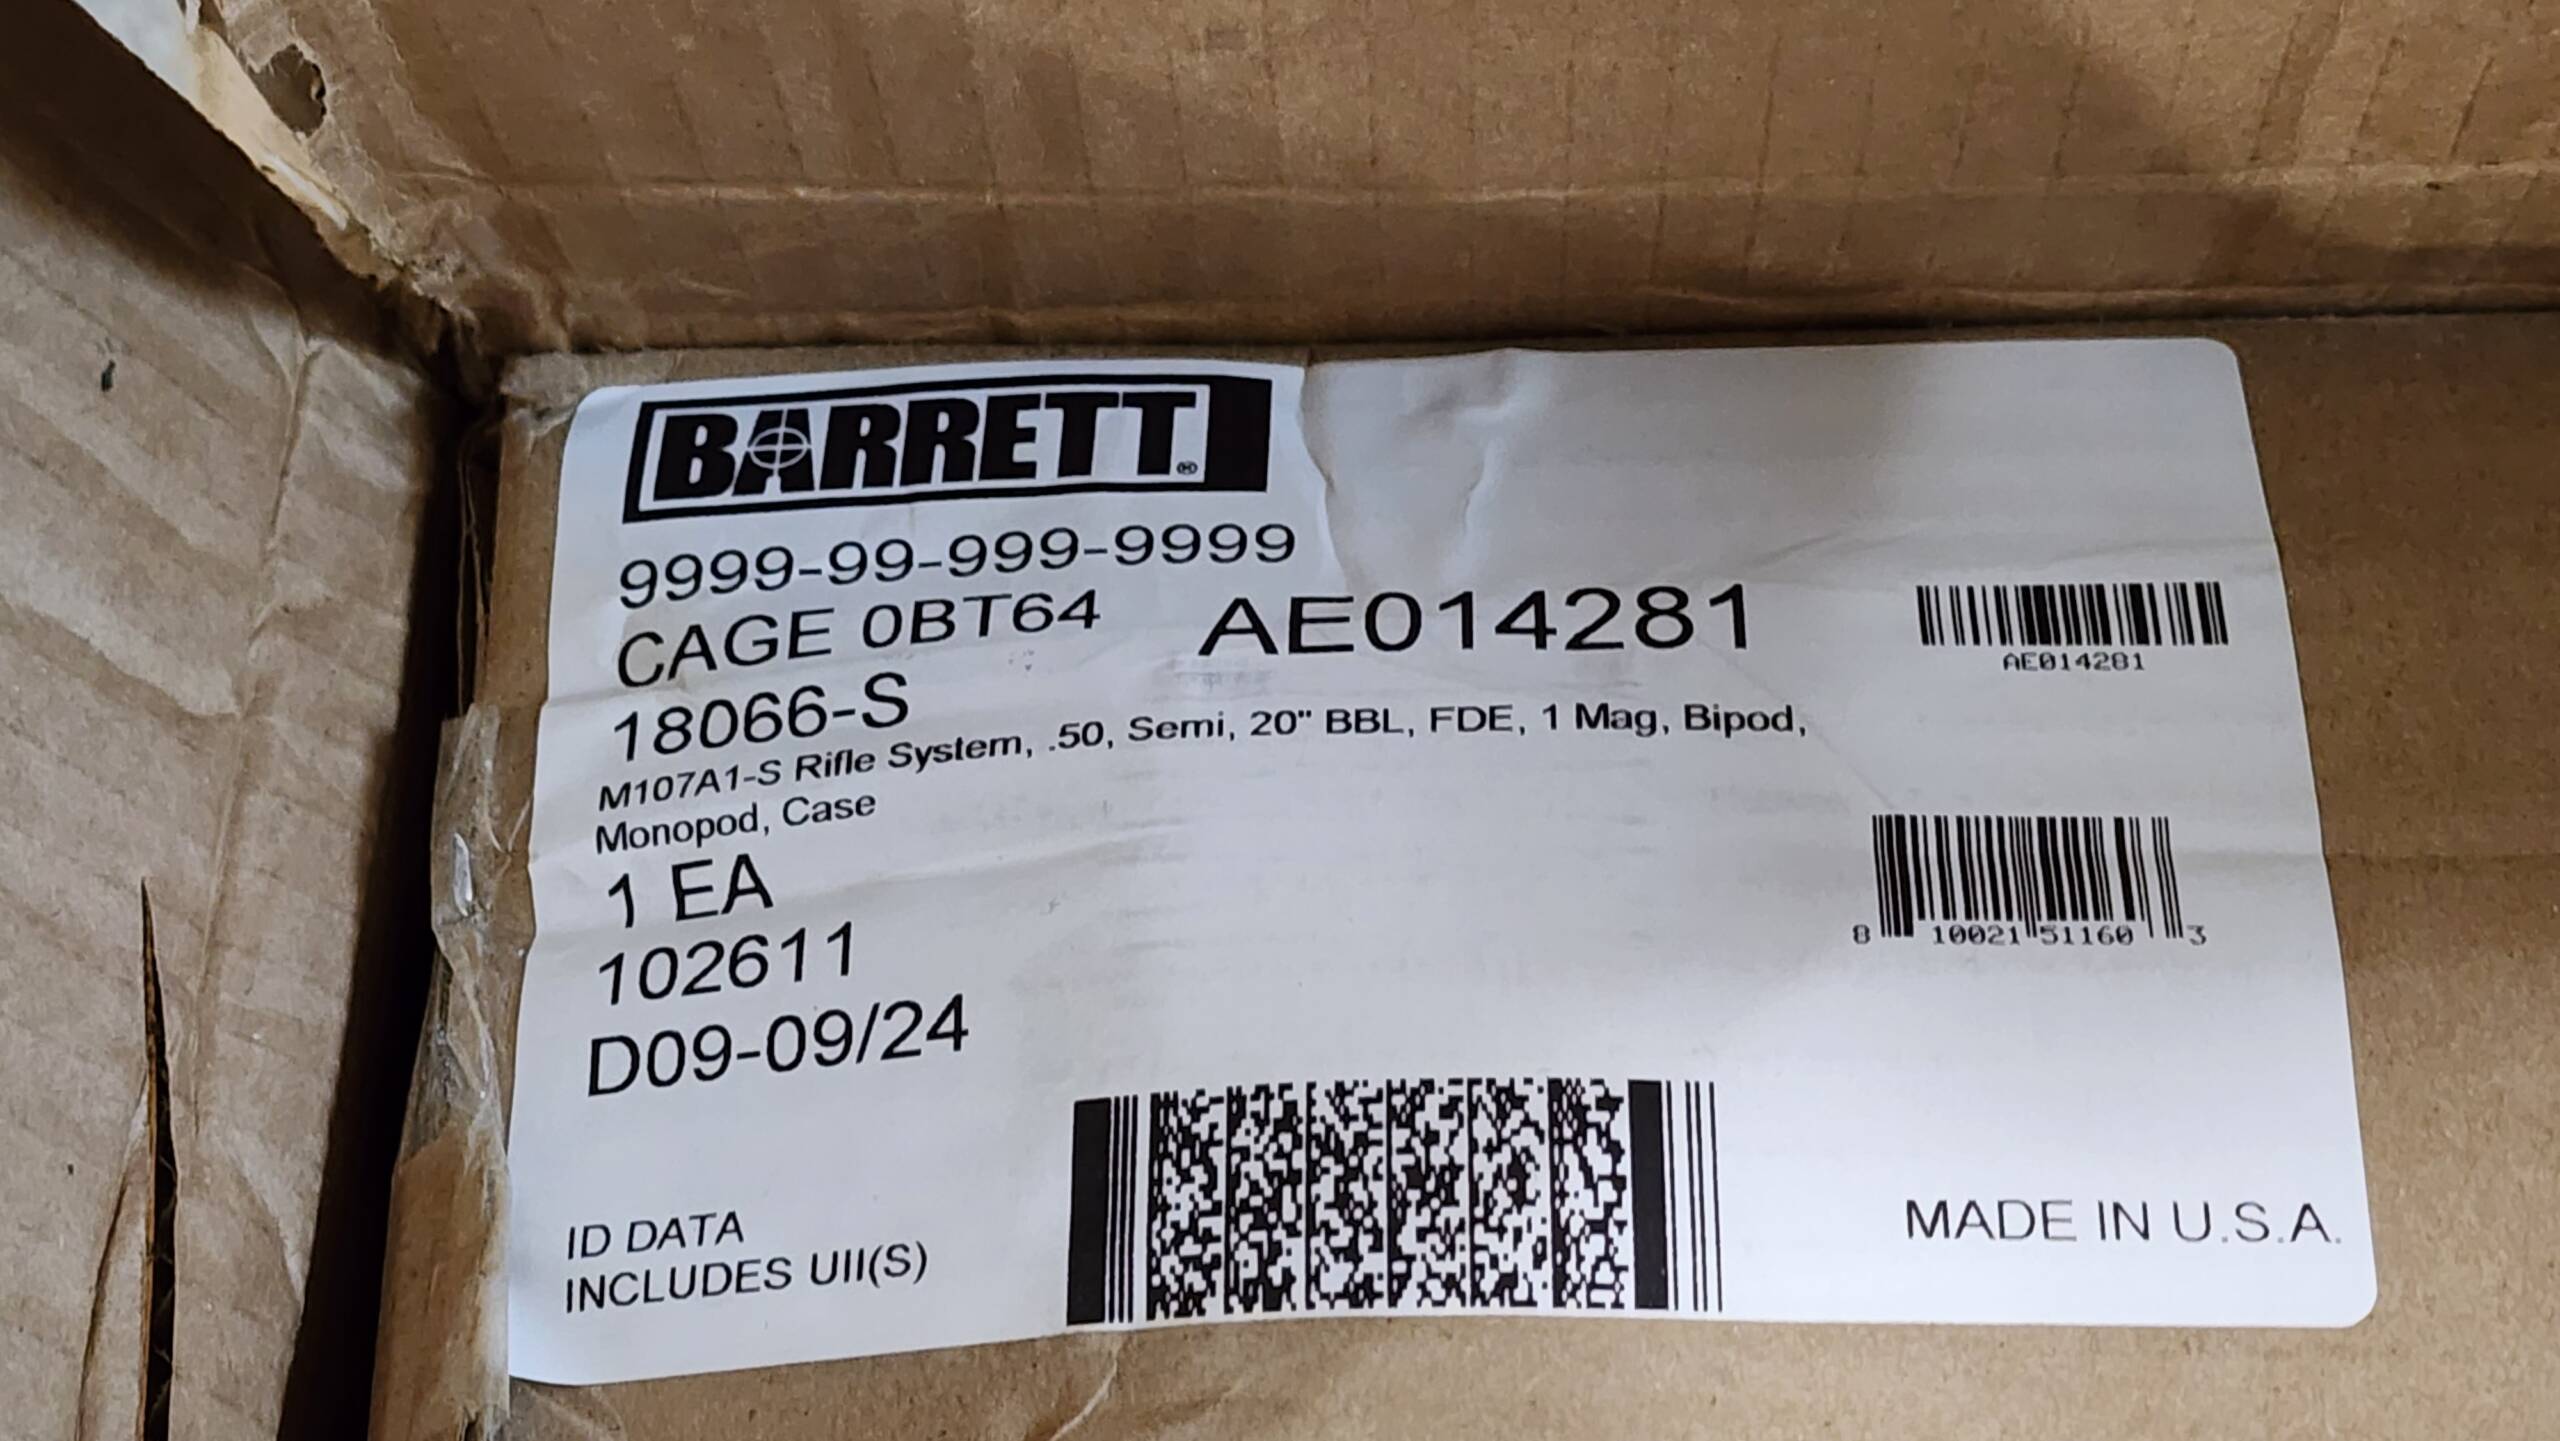 BARRETT®
9999-99-999-9999
CAGE 0BT64
AE014281
AE014281
18066-S
M107A1-S Rifle System, .50, Semi, 20" BBL, FDE, 1 Mag, Bipod,
Monopod, Case
1 EA
8 10021 51160 3
102611
D09-09/24
ID DATA
INCLUDES UII(S)
MADE IN U.S.A.